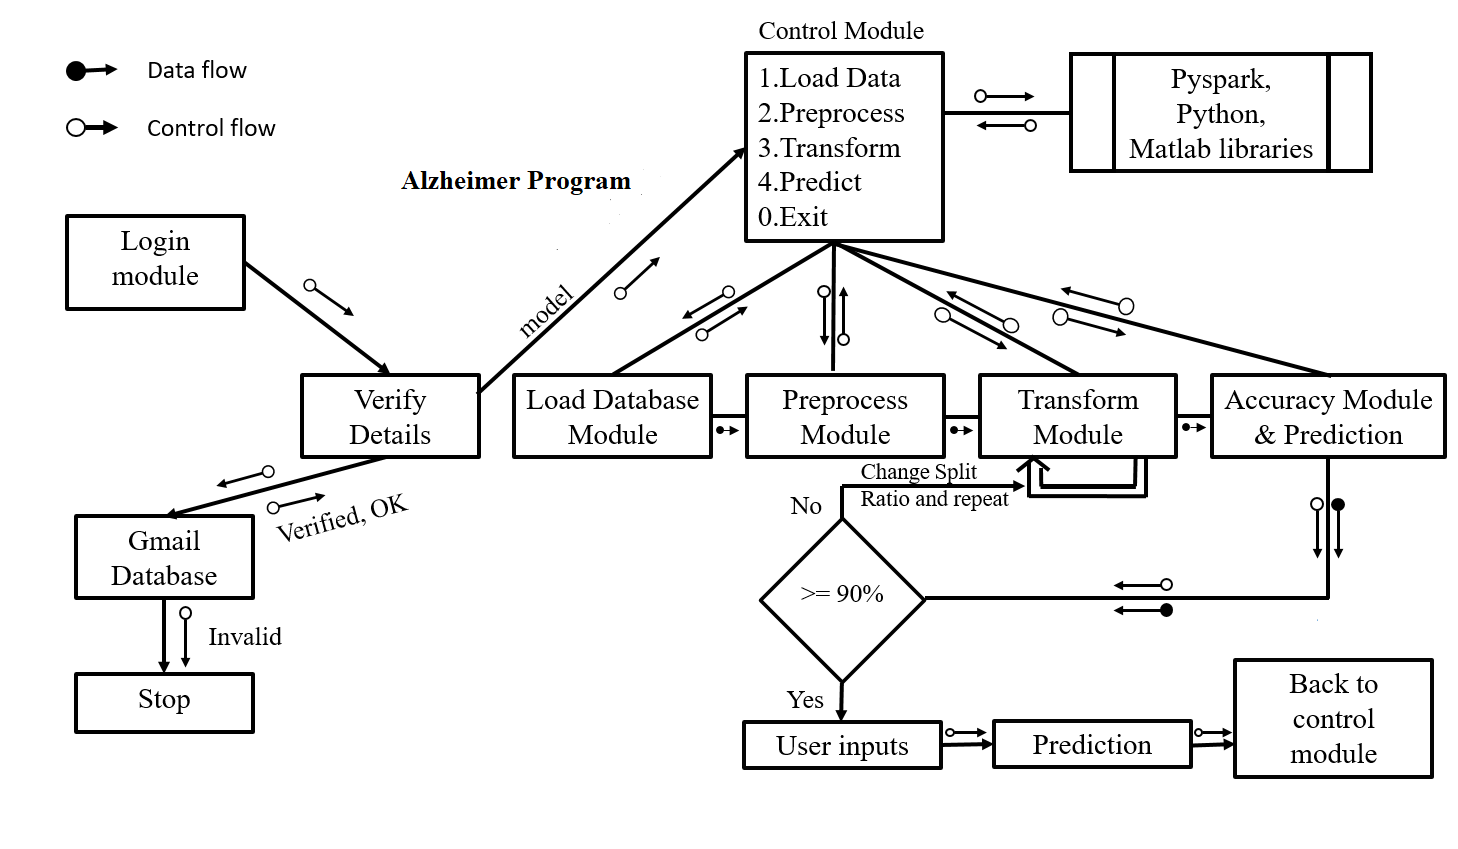 Control Module
Data flow
Control flow
1.Load Data
2.Preprocess
3.Transform
4.Predict
0.Exit
Pyspark,
Python,
Matlab libraries
Alzheimer Program
Login
module
model
Verify
Details
Load Database
Module
Preprocess
Module
Transform
Module
Accuracy Module
& Prediction
Change Split
Ratio and repeat
No
Verified, OK
Gmail
Database
>= 90%
Invalid
Stop
Yes
User inputs
Prediction
Back to
control
module